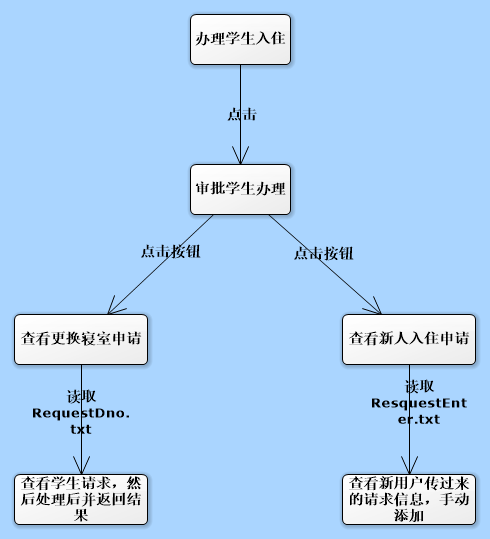 办理学生入住
点击
审批学生办理
点击按钮
点击按钮
查看更换寝室申请
查看新人入住申请
读取
RequestDno.
txt
读取
ResquestEnt
er.txt
查看学生请求，然
后处理后并返回结
果
查看新用户传过来
的请求信息，手动
添加